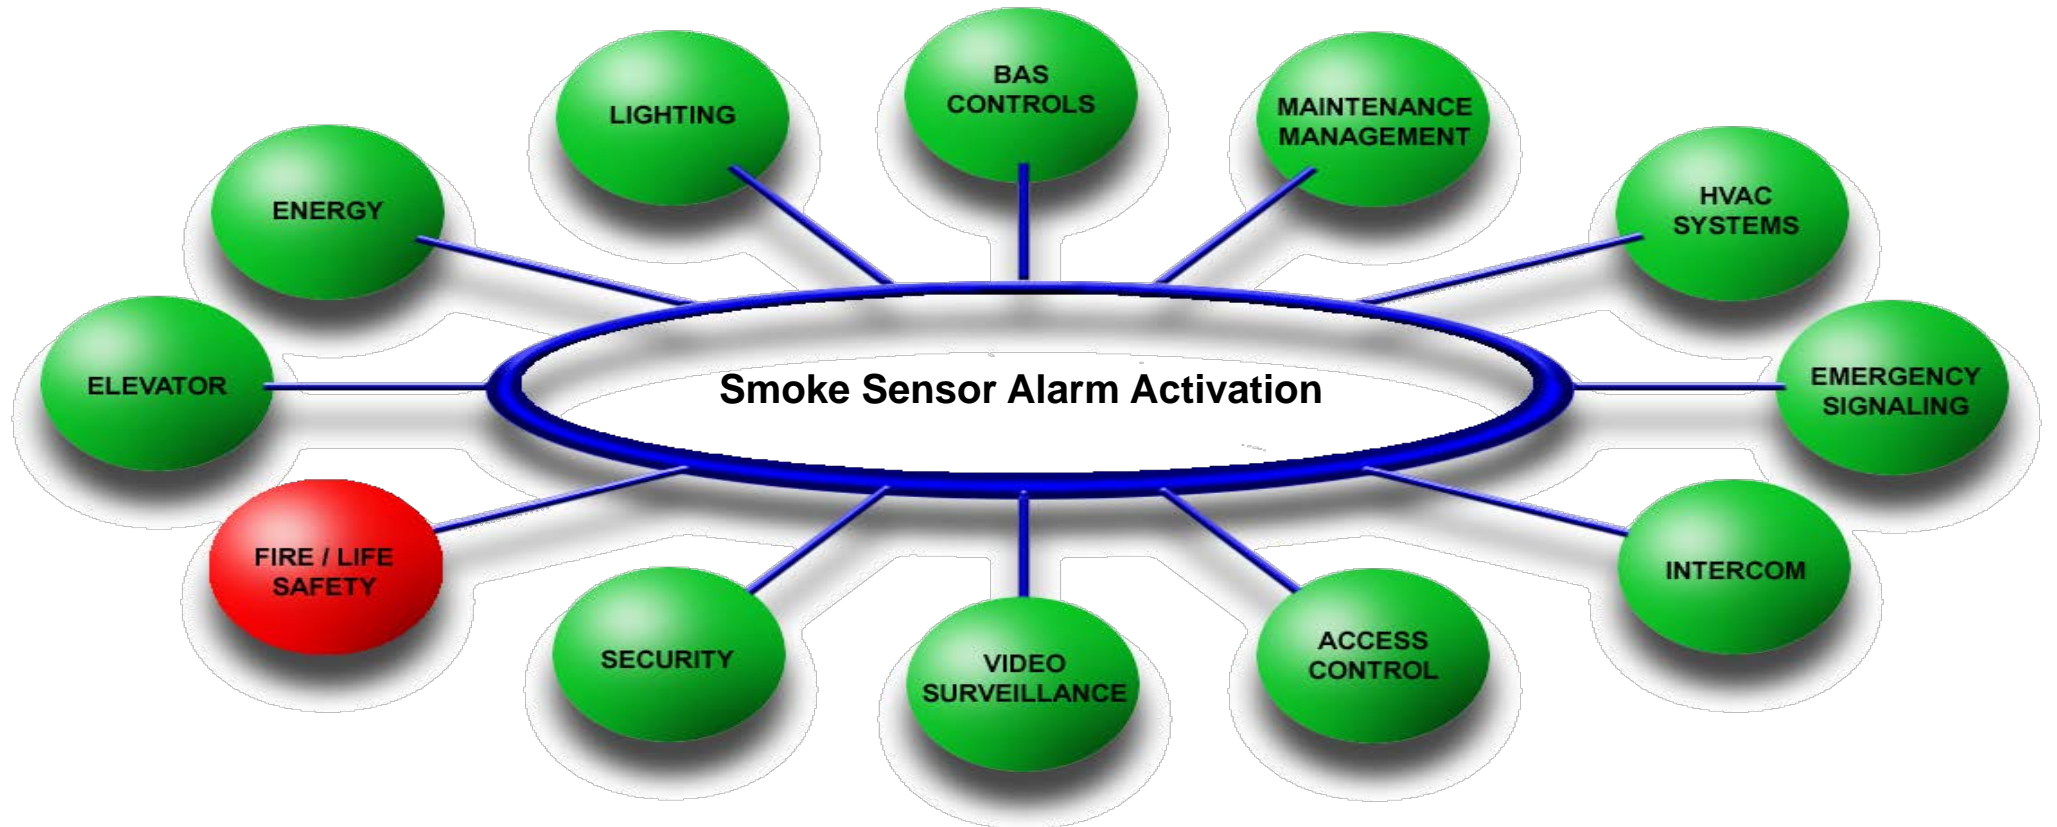 BAS
CONTROLS
LIGHTING
MAINTENANCE
MANAGEMENT
ENERGY
HVAC
SYSTEMS
ELEVATOR
Smoke Sensor Alarm Activation
EMERGENCY
SIGNALING
FIRE / LIFE
SAFETY
INTERCOM
SECURITY
VIDEO
SURVEILLANCE
ACCESS
CONTROL